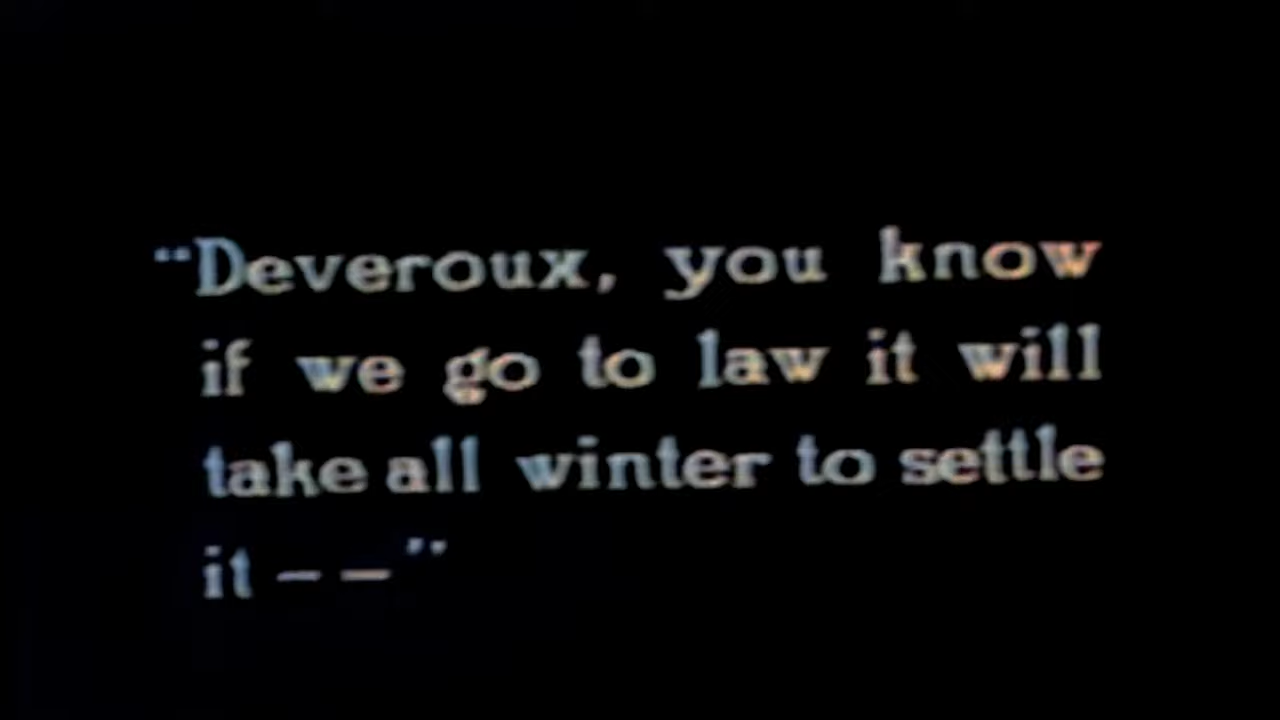 “Deveroux, you know
if we go to law it will
take all winter to settle
it – –”